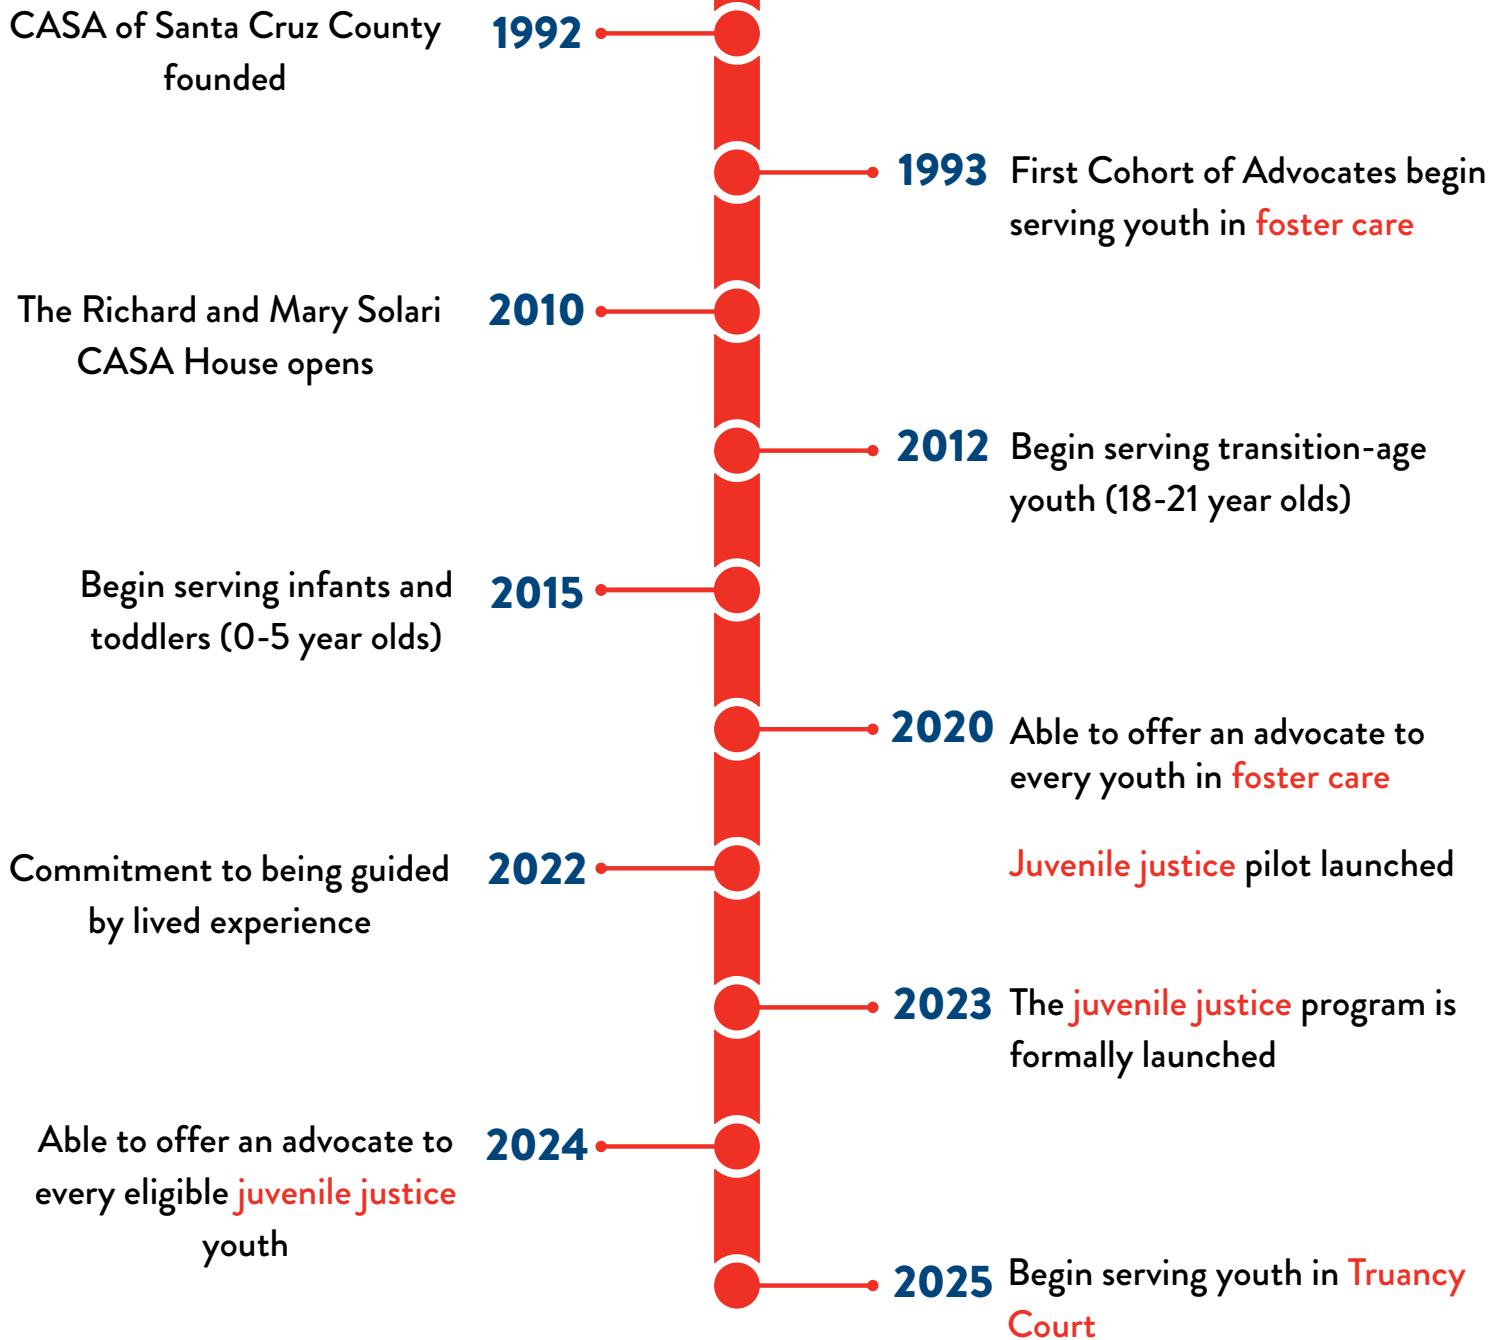 CASA of Santa Cruz County
founded
1992
1993
First Cohort of Advocates begin
serving youth in foster care
The Richard and Mary Solari
CASA House opens
2010
2012
Begin serving transition-age
youth (18-21 year olds)
Begin serving infants and
toddlers (0-5 year olds)
2015
2020
Able to offer an advocate to
every youth in foster care
Juvenile justice pilot launched
Commitment to being guided
by lived experience
2022
2023
The juvenile justice program is
formally launched
Able to offer an advocate to
every eligible juvenile justice
youth
2024
2025
Begin serving youth in Truancy
Court